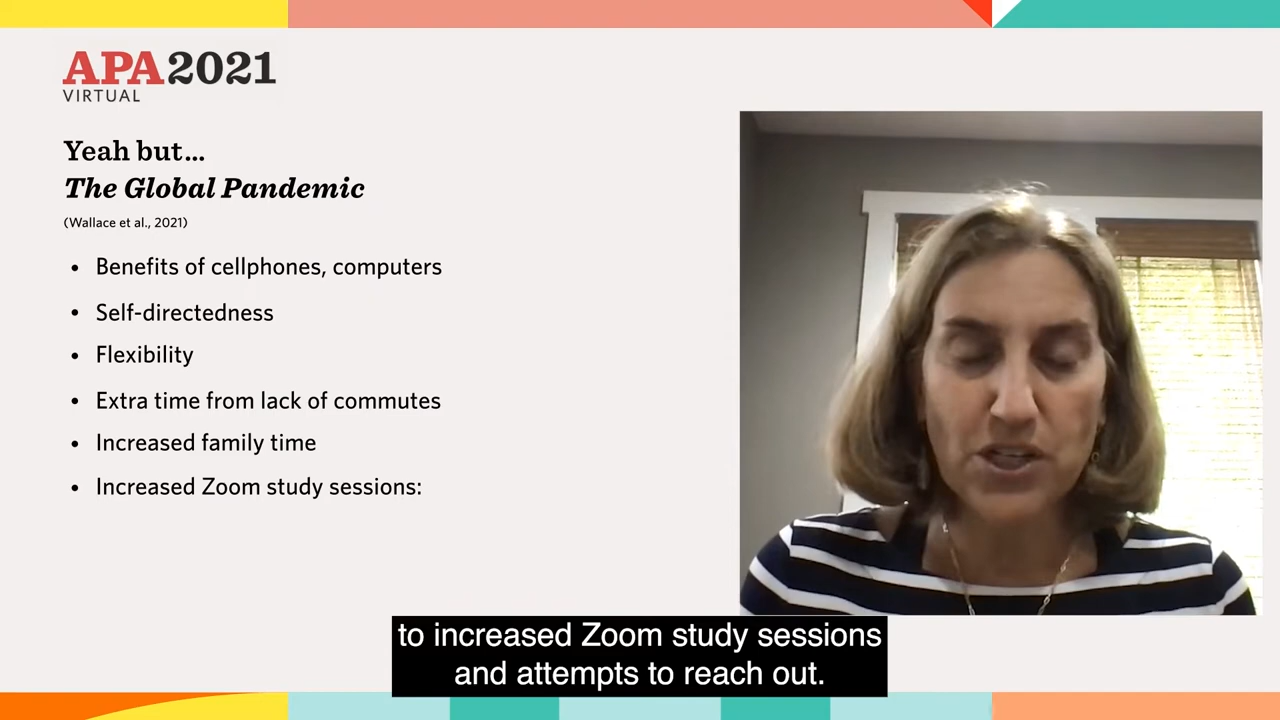 APA 2021
VIRTUAL
Yeah but...
The Global Pandemic
(Wallace et al., 2021)
• Benefits of cellphones, computers
• Self-directedness
• Flexibility
• Extra time from lack of commutes
• Increased family time
• Increased Zoom study sessions:
to increased Zoom study sessions
and attempts to reach out.